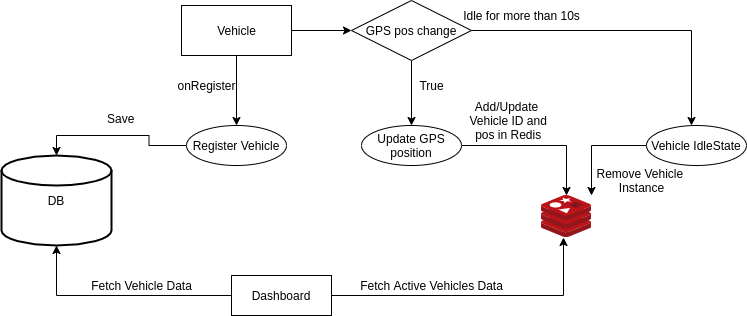 Idle for more than 10s
Vehicle
GPS pos change
onRegister
True
Save
Add/Update
Vehicle ID and
pos in Redis
Register Vehicle
Update GPS
position
Vehicle IdleState
Remove Vehicle
Instance
DB
Fetch Vehicle Data
Dashboard
Fetch Active Vehicles Data